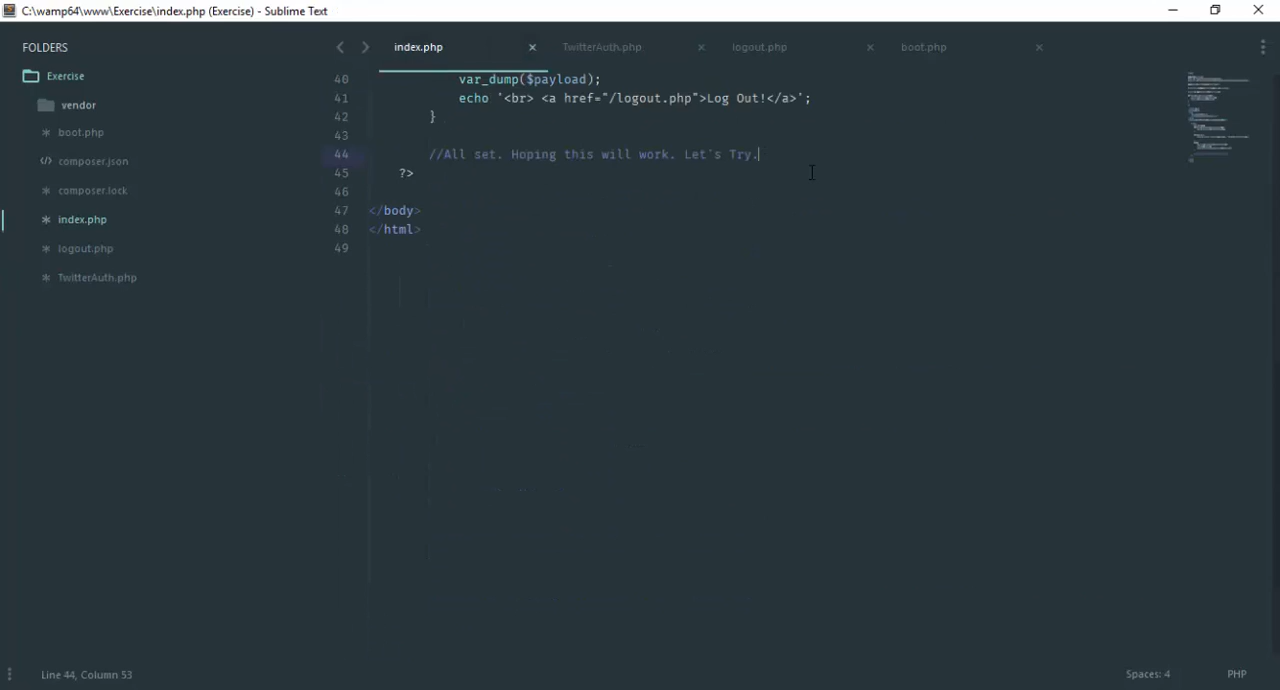 C:\wamp64\www\Exercise\index.php (Exercise) - Sublime Text
FOLDERS
Exercise
vendor
boot.php
composer.json
composer.lock
index.php
logout.php
TwitterAuth.php
index.php
TwitterAuth.php
logout.php
boot.php
40 var_dump($payload);
41 echo '<br> <a href="/logout.php">Log Out!</a>';
42 }
43
44 //All set. Hoping this will work. Let's Try.
45 ?>
46
47 </body>
48 </html>
49
Line 44, Column 53
Spaces: 4
PHP